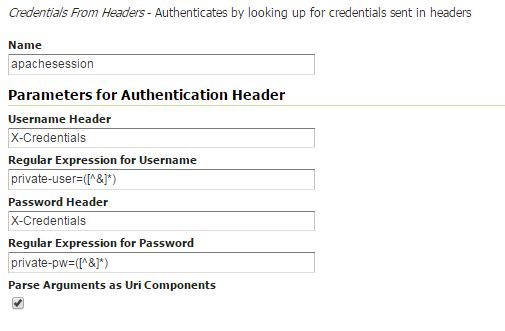 Credentials From Headers - Authenticates by looking up for credentials sent in headers
Name
apachesession
Parameters for Authentication Header
Username Header
X-Credentials
Regular Expression for Username
private-user=([^&]*)
Password Header
X-Credentials
Regular Expression for Password
private-pw=([^&]*)
Parse Arguments as Uri Components